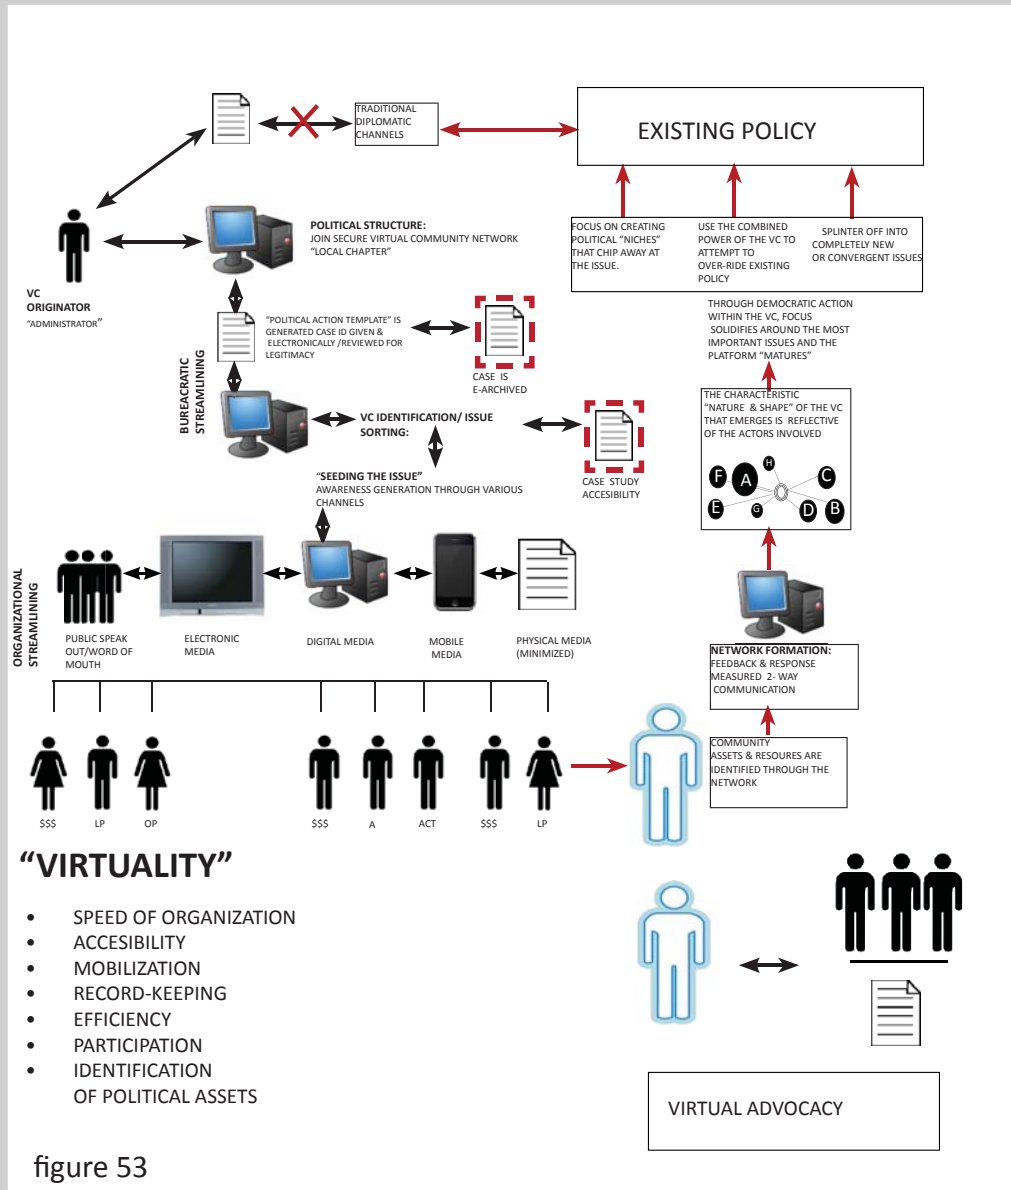 TRADITIONAL
DIPLOMATIC
CHANNELS
EXISTING POLICY
POLITICAL STRUCTURE:
JOIN SECURE VIRTUAL COMMUNITY NETWORK
“LOCAL CHAPTER”
FOCUS ON CREATING
POLITICAL “NICHES”
THAT CHIP AWAY AT
THE ISSUE.
USE THE COMBINED
POWER OF THE VC TO
ATTEMPT TO
OVER-RIDE EXISTING
POLICY
SPLINTER OFF INTO
COMPLETELY NEW
OR CONVERGENT ISSUES
VC
ORIGINATOR
“ADMINISTRATOR”
“POLITICAL ACTION TEMPLATE” IS
GENERATED CASE ID GIVEN &
ELECTRONICALLY /REVIEWED FOR
LEGITIMACY
CASE IS
E-ARCHIVED
THROUGH DEMOCRATIC ACTION
WITHIN THE VC, FOCUS
SOLIDIFIES AROUND THE MOST
IMPORTANT ISSUES AND THE
PLATFORM “MATURES”
BUREACRATIC
STREAMLINING
VC IDENTIFICATION/ ISSUE
SORTING:
THE CHARACTERISTIC
“NATURE & SHAPE” OF THE VC
THAT EMERGES IS REFLECTIVE
OF THE ACTORS INVOLVED
H
F
A
C
E
G
D
B
“SEEDING THE ISSUE”
AWARENESS GENERATION THROUGH VARIOUS
CHANNELS
CASE STUDY
ACCESIBILITY
ORGANIZATIONAL
STREAMLINING
PUBLIC SPEAK
OUT/WORD OF
MOUTH
ELECTRONIC
MEDIA
DIGITAL MEDIA
MOBILE
MEDIA
PHYSICAL MEDIA
(MINIMIZED)
NETWORK FORMATION:
FEEDBACK & RESPONSE
MEASURED 2- WAY
COMMUNICATION
COMMUNITY
ASSETS & RESOURES ARE
IDENTIFIED THROUGH THE
NETWORK
$$$
LP
OP
$$$
A
ACT
$$$
LP
“VIRTUALITY”
• SPEED OF ORGANIZATION
• ACCESIBILITY
• MOBILIZATION
• RECORD-KEEPING
• EFFICIENCY
• PARTICIPATION
• IDENTIFICATION
OF POLITICAL ASSETS
VIRTUAL ADVOCACY
figure 53